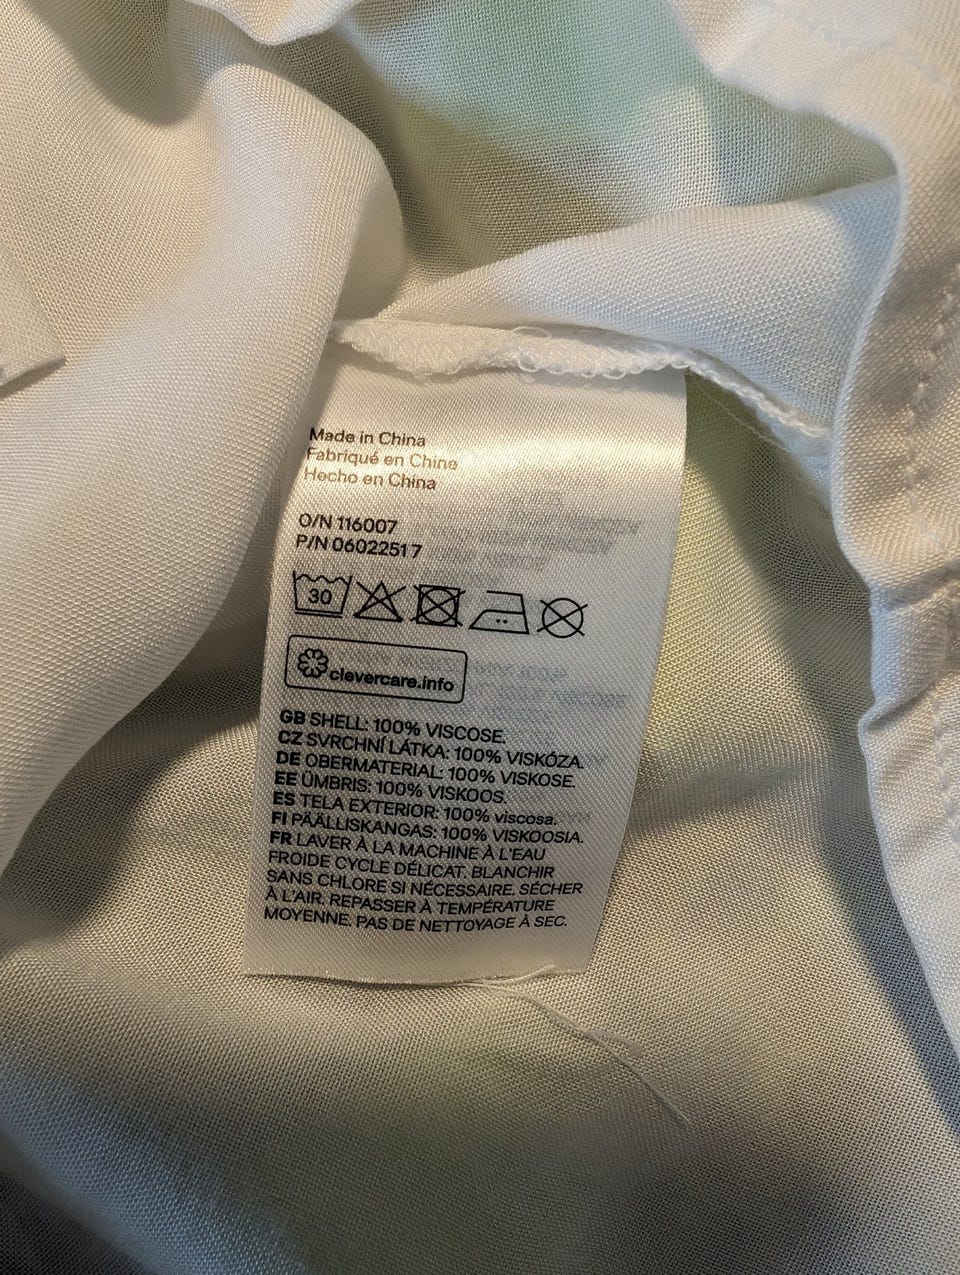 Made in China
Fabriqué en Chine
Hecho en China
O/N 116007
P/N 06022517
30
clevercare.info
GB SHELL: 100% VISCOSE.
CZ SVRCHNÍ LÁTKA: 100% VISKÓZA.
DE OBERMATERIAL: 100% VISKOSE.
EE ÜMBRIS: 100% VISKOOS.
ES TELA EXTERIOR: 100% viscosa.
FI PÄÄLLISKANGAS: 100% VISKOOSIA.
FR LAVER À LA MACHINE À L'EAU
FROIDE CYCLE DÉLICAT. BLANCHIR
SANS CHLORE SI NÉCESSAIRE. SÉCHER
À L'AIR. REPASSER À TEMPÉRATURE
MOYENNE. PAS DE NETTOYAGE À SEC.